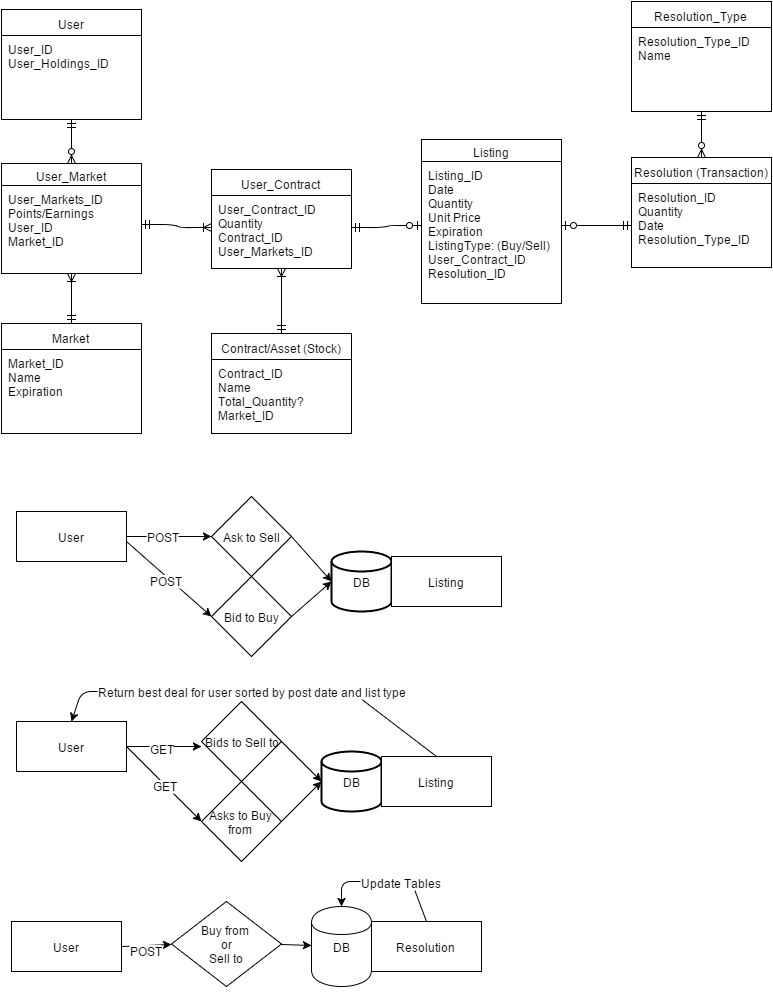 User
User_ID
User_Holdings_ID
Resolution_Type
Resolution_Type_ID
Name
User_Market
User_Markets_ID
Points/Earnings
User_ID
Market_ID
User_Contract
User_Contract_ID
Quantity
Contract_ID
User_Markets_ID
Listing
Listing_ID
Date
Quantity
Unit Price
Expiration
ListingType: (Buy/Sell)
User_Contract_ID
Resolution_ID
Resolution (Transaction)
Resolution_ID
Quantity
Date
Resolution_Type_ID
Market
Market_ID
Name
Expiration
Contract/Asset (Stock)
Contract_ID
Name
Total_Quantity?
Market_ID
User
POST
Ask to Sell
POST
Bid to Buy
DB
Listing
Return best deal for user sorted by post date and list type
User
GET
Bids to Sell to
GET
Asks to Buy
from
DB
Listing
Update Tables
User
POST
Buy from
or
Sell to
DB
Resolution